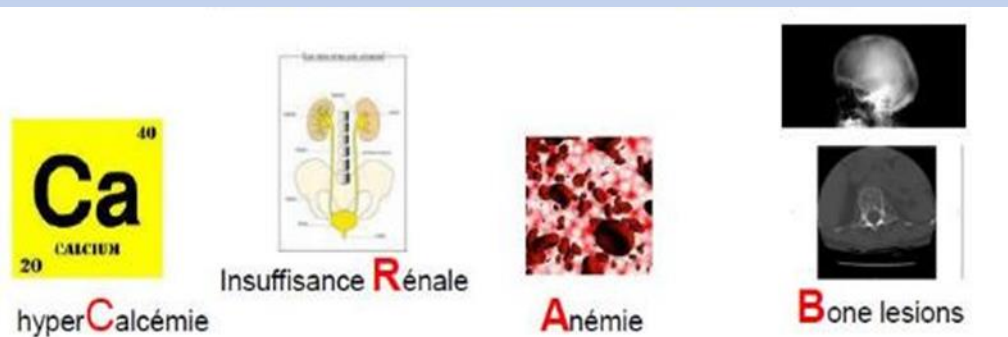 40
Ca
CALCIUM
20
hyperCalcémie
Insuffisance Rénale
Anémie
Bone lesions